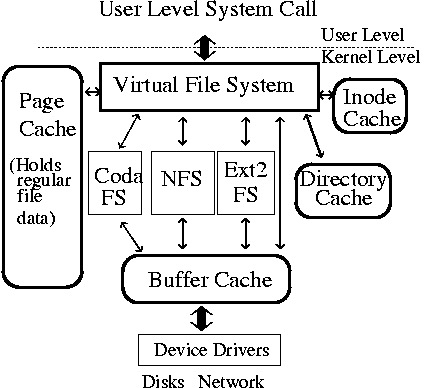 User Level System Call
User Level
Kernel Level
Virtual File System
Page
Cache
(Holds
regular
file
data)
Inode
Cache
Coda
FS
NFS
Ext2
FS
Directory
Cache
Buffer Cache
Device Drivers
Disks Network